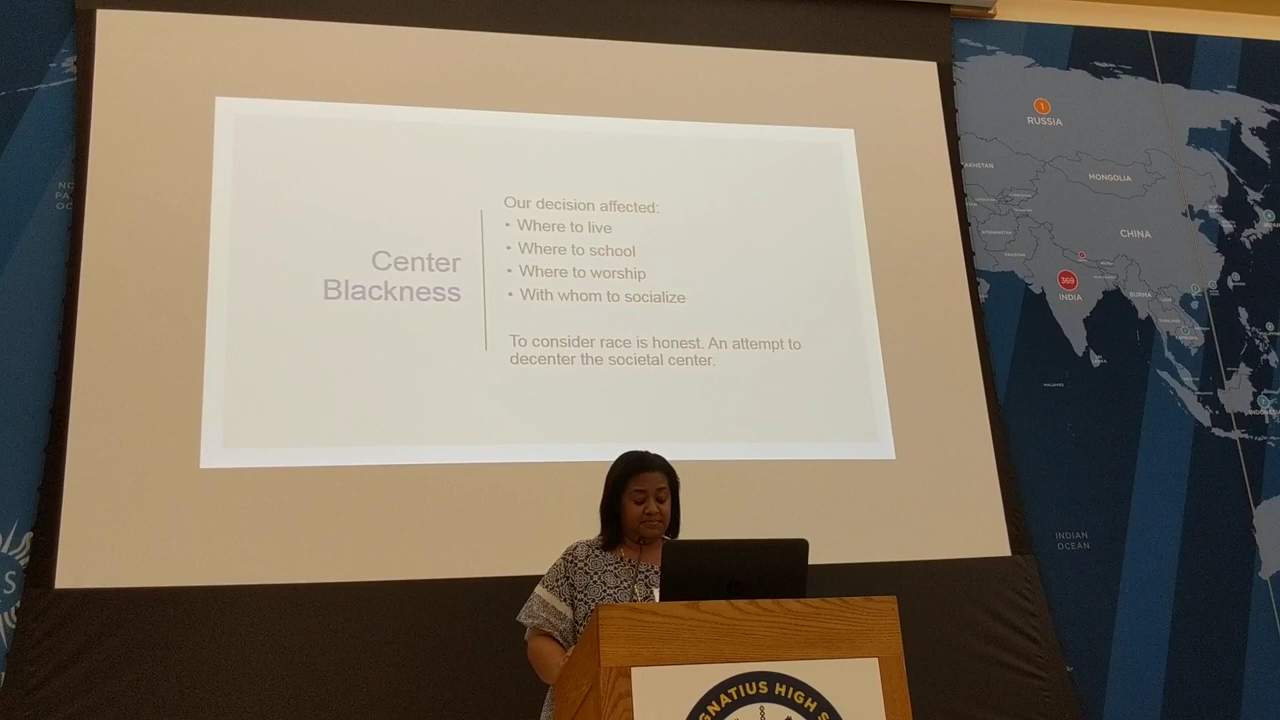 Center
Blackness
Our decision affected:
• Where to live
• Where to school
• Where to worship
• With whom to socialize
To consider race is honest. An attempt to
decenter the societal center.
1
RUSSIA
MONGOLIA
CHINA
369
INDIA
BURMA
INDIAN
OCEAN
GNATIUS HIGH S